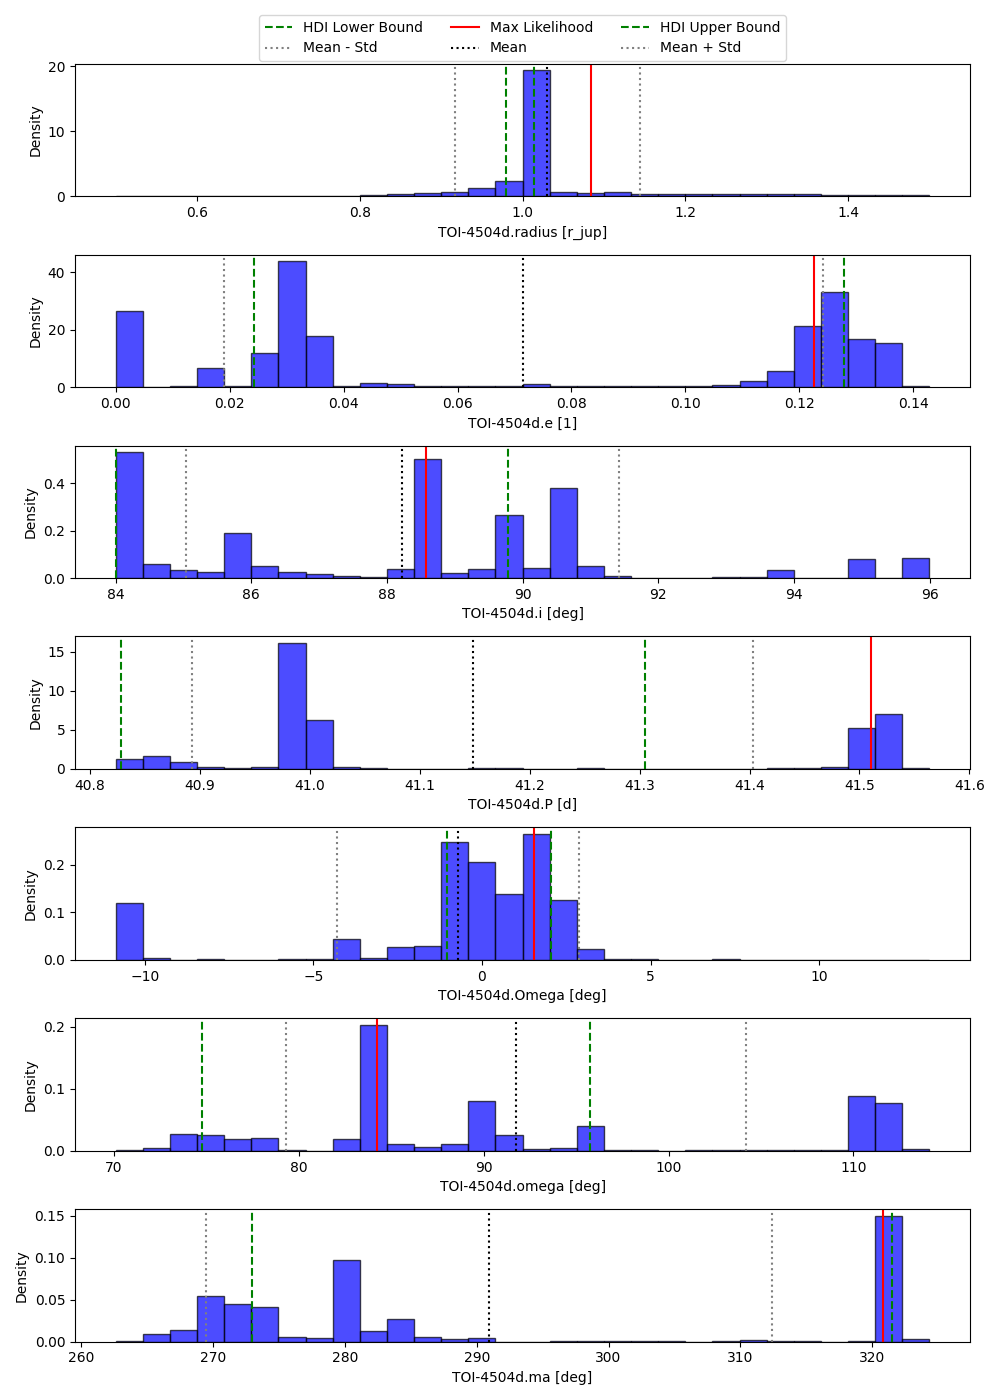 HDI Lower Bound Max Likelihood HDI Upper Bound
Mean - Std Mean Mean + Std
20
10
0
Density
0.6 0.8 1.0 1.2 1.4
TOI-4504d.radius [r_jup]
40
20
0
Density
0.00 0.02 0.04 0.06 0.08 0.10 0.12 0.14
TOI-4504d.e [1]
0.4
0.2
0.0
Density
84 86 88 90 92 94 96
TOI-4504d.i [deg]
15
10
5
0
Density
40.8 40.9 41.0 41.1 41.2 41.3 41.4 41.5 41.6
TOI-4504d.P [d]
0.2
0.1
0.0
Density
−10 −5 0 5 10
TOI-4504d.Omega [deg]
0.2
0.1
0.0
Density
70 80 90 100 110
TOI-4504d.omega [deg]
0.15
0.10
0.05
0.00
Density
260 270 280 290 300 310 320
TOI-4504d.ma [deg]